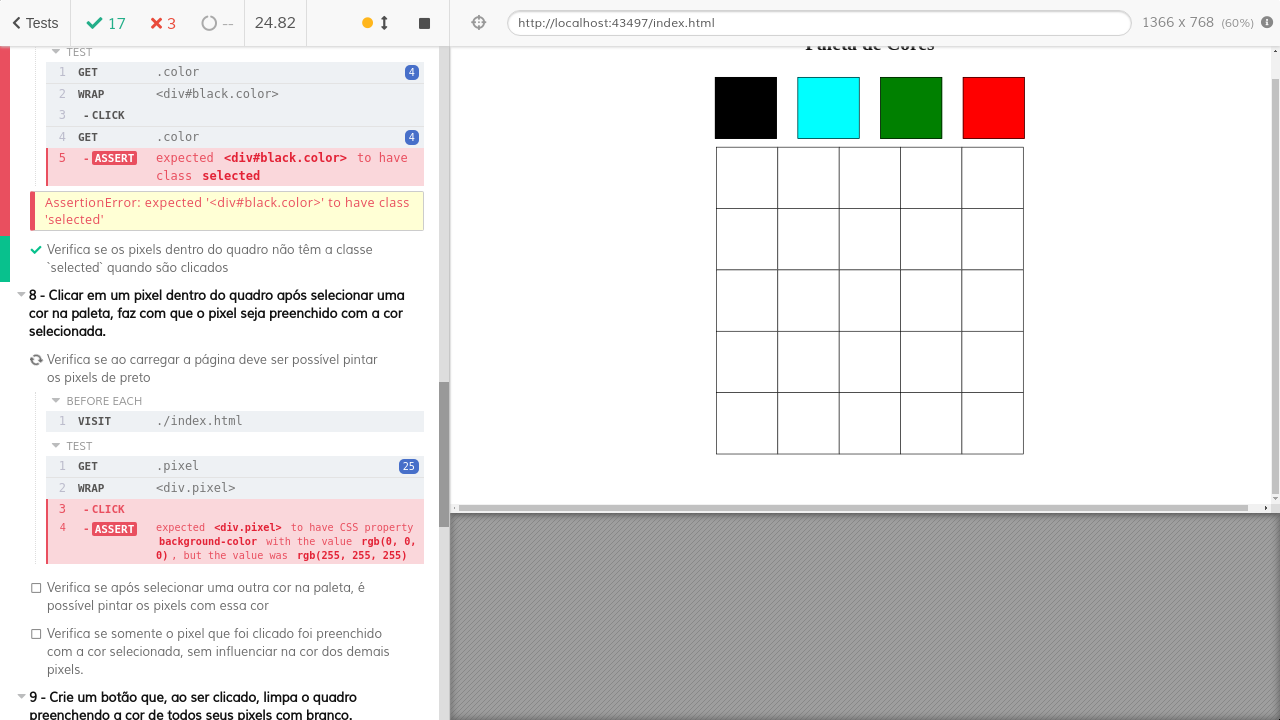 Tests
17
3
--
24.82
http://localhost:43497/index.html
1366 x 768 (60%)
TEST
1 GET .color 4
2 WRAP <div#black.color>
3 - CLICK
4 GET .color 4
5 - ASSERT expected <div#black.color> to have
class selected
AssertionError: expected '<div#black.color>' to have class
'selected'
Verifica se os pixels dentro do quadro não têm a classe
`selected` quando são clicados
8 - Clicar em um pixel dentro do quadro após selecionar uma
cor na paleta, faz com que o pixel seja preenchido com a cor
selecionada.
Verifica se ao carregar a página deve ser possível pintar
os pixels de preto
BEFORE EACH
1 VISIT ./index.html
TEST
1 GET .pixel 25
2 WRAP <div.pixel>
3 - CLICK
4 - ASSERT expected <div.pixel> to have CSS property
background-color with the value rgb(0, 0,
0) , but the value was rgb(255, 255, 255)
Verifica se após selecionar uma outra cor na paleta, é
possível pintar os pixels com essa cor
Verifica se somente o pixel que foi clicado foi preenchido
com a cor selecionada, sem influenciar na cor dos demais
pixels.
9 - Crie um botão que, ao ser clicado, limpa o quadro
preenchendo a cor de todos seus pixels com branco.
Paleta de Cores